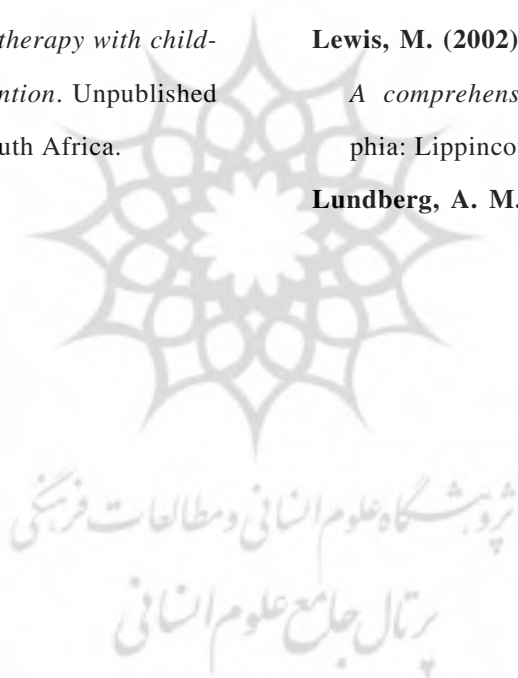 therapy with child-
ntion. Unpublished
uth Africa.
Lewis, M. (2002)
A comprehens
phia: Lippinco
Lundberg, A. M.
پژوهشگاه علوم انسانی و مطالعات فرهنگی
پرتال جامع علوم انسانی